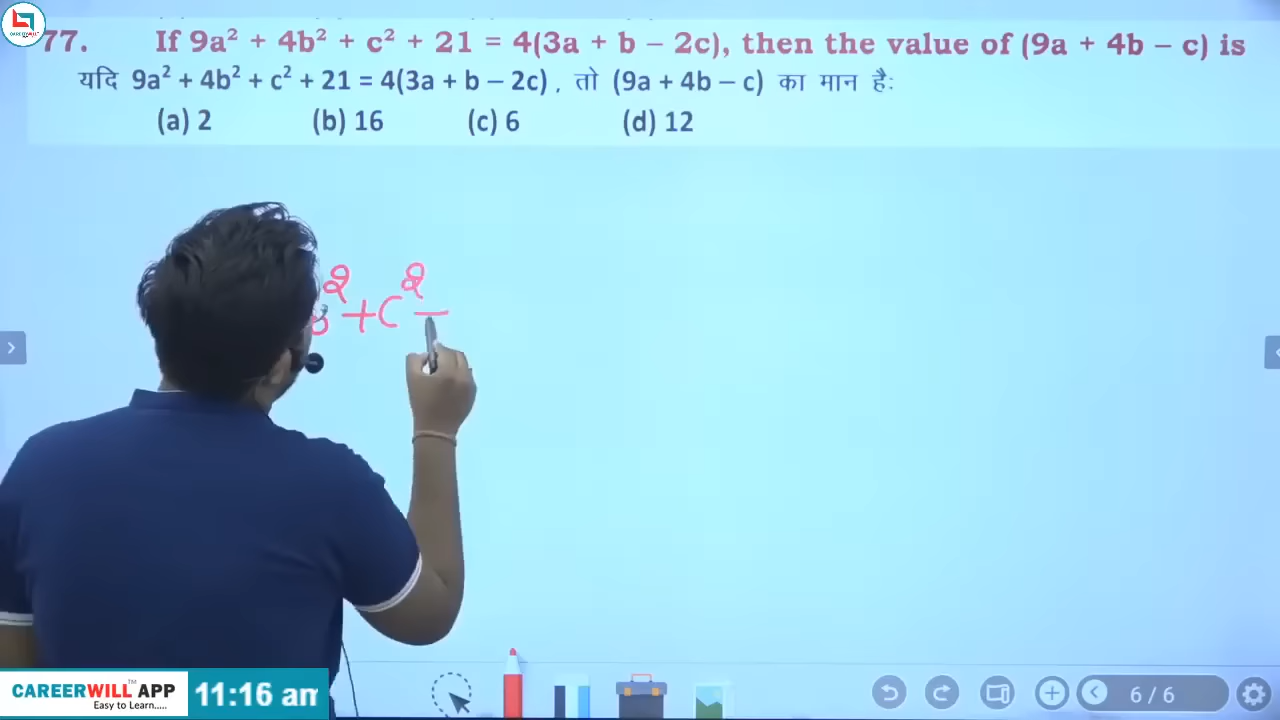 CAREERWILL
77. If 9a² + 4b² + c² + 21 = 4(3a + b – 2c), then the value of (9a + 4b – c) is
यदि 9a² + 4b² + c² + 21 = 4(3a + b – 2c), तो (9a + 4b – c) का मान है:
(a) 2 (b) 16 (c) 6 (d) 12
² + c² –
CAREERWILL™ APP
Easy to Learn.....
11:16 am
6 / 6